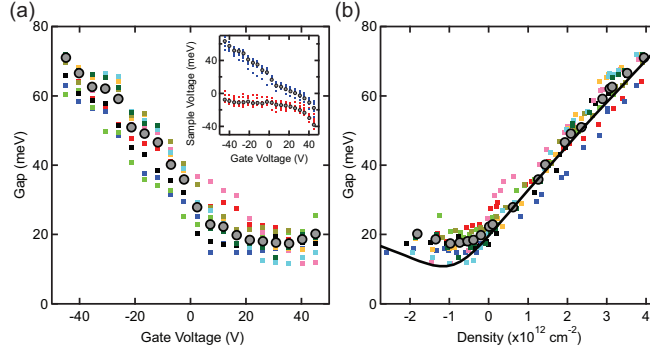 (a)
80
60
40
20
0
Gap (meV)
-40
-20
0
20
40
Gate Voltage (V)
Sample Voltage (meV)
40
0
-40
-40 -20 0 20 40
Gate Voltage (V)
(b)
80
60
40
20
0
Gap (meV)
-2
-1
0
1
2
3
4
Density (x10¹² cm⁻²)